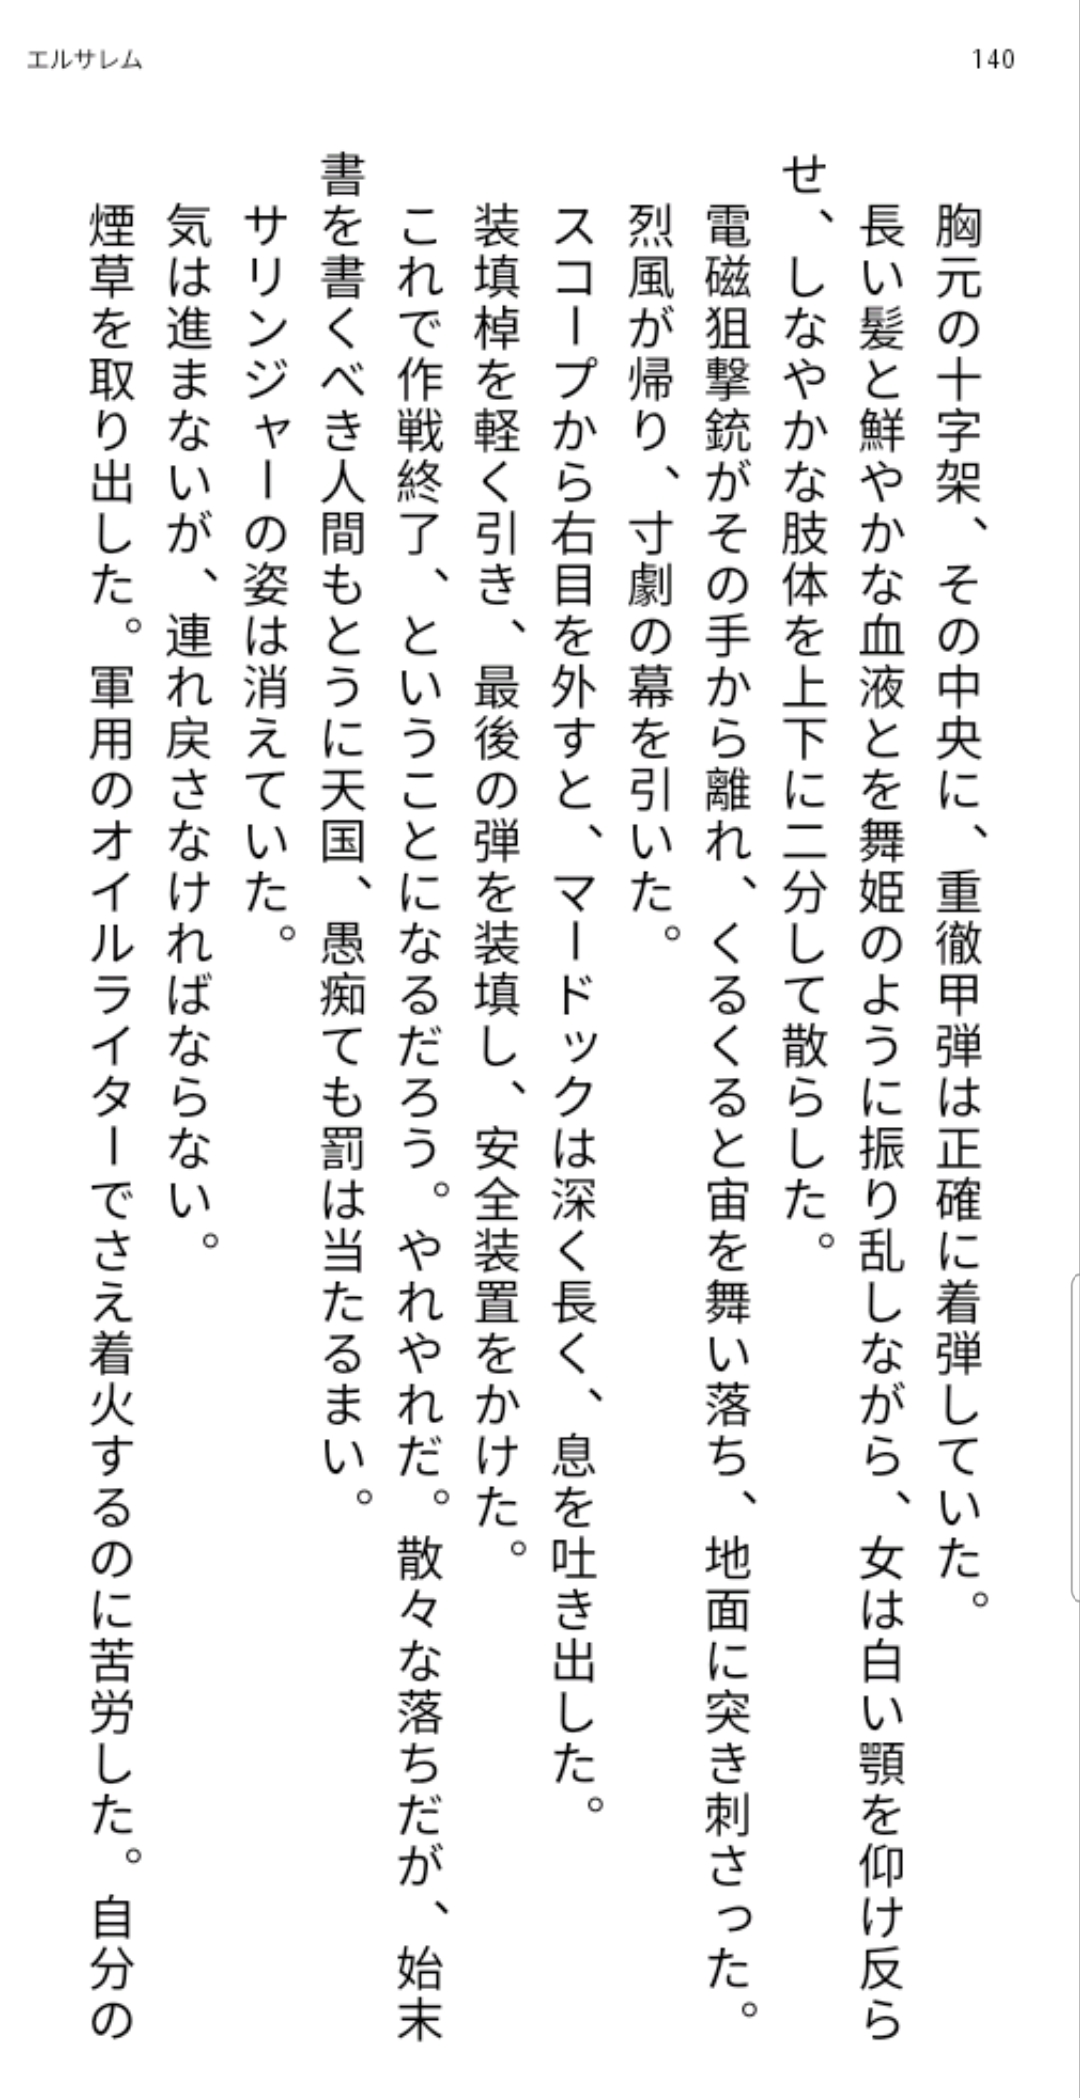 エルサレム
140
胸元の十字架、その中央に、重徹甲弾は正確に着弾していた。
長い髪と鮮やかな血液とを舞姫のように振り乱しながら、女は白い顎を仰け反ら
せ、しなやかな肢体を上下に二分して散らした。
電磁狙撃銃がその手から離れ、くるくると宙を舞い落ち、地面に突き刺さった。
烈風が帰り、寸劇の幕を引いた。
スコープから右目を外すと、マードックは深く長く、息を吐き出した。
装填棹を軽く引き、最後の弾を装填し、安全装置をかけた。
これで作戦終了、ということになるだろう。やれやれだ。散々な落ちだが、始末
書を書くべき人間もとうに天国、愚痴ても罰は当たるまい。
サリンジャーの姿は消えていた。
気は進まないが、連れ戻さなければならない。
煙草を取り出した。軍用のオイルライターでさえ着火するのに苦労した。自分の